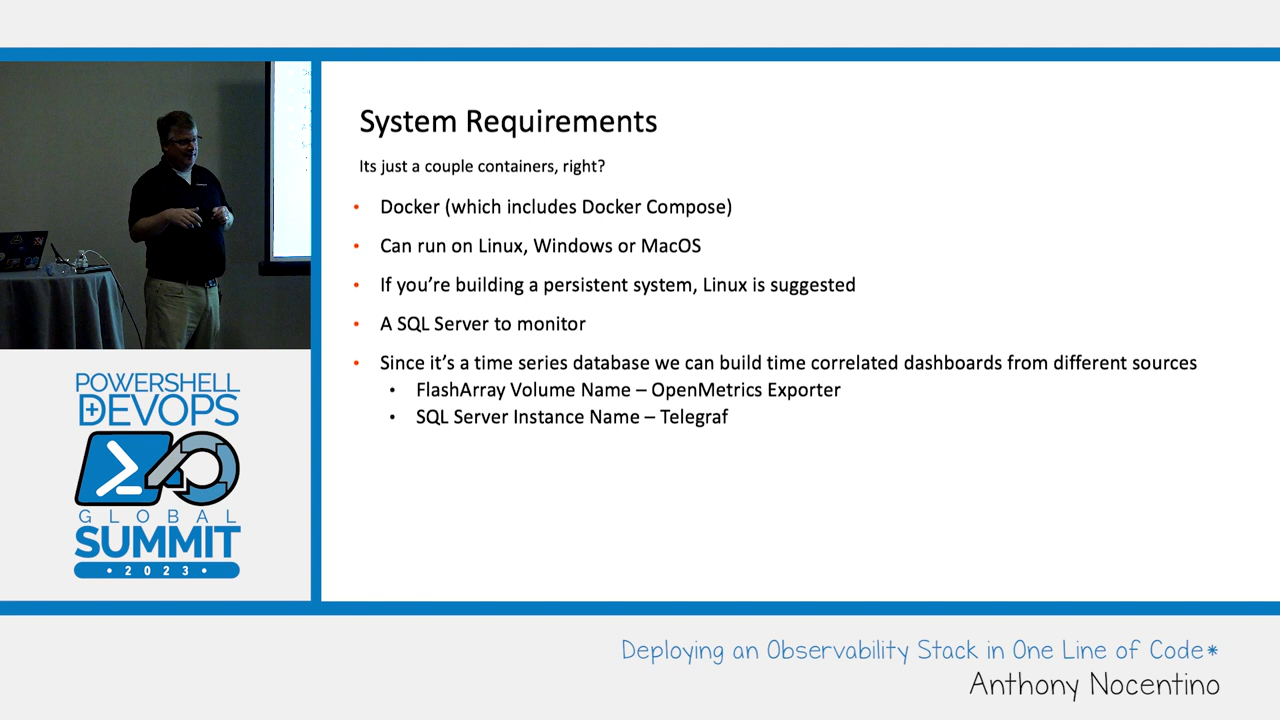 System Requirements
Its just a couple containers, right?
• Docker (which includes Docker Compose)
• Can run on Linux, Windows or MacOS
• If you’re building a persistent system, Linux is suggested
• A SQL Server to monitor
• Since it’s a time series database we can build time correlated dashboards from different sources
• FlashArray Volume Name – OpenMetrics Exporter
• SQL Server Instance Name – Telegraf
POWERSHELL
+DEVOPS
GLOBAL
SUMMIT
• 2023 •
Deploying an Observability Stack in One Line of Code*
Anthony Nocentino